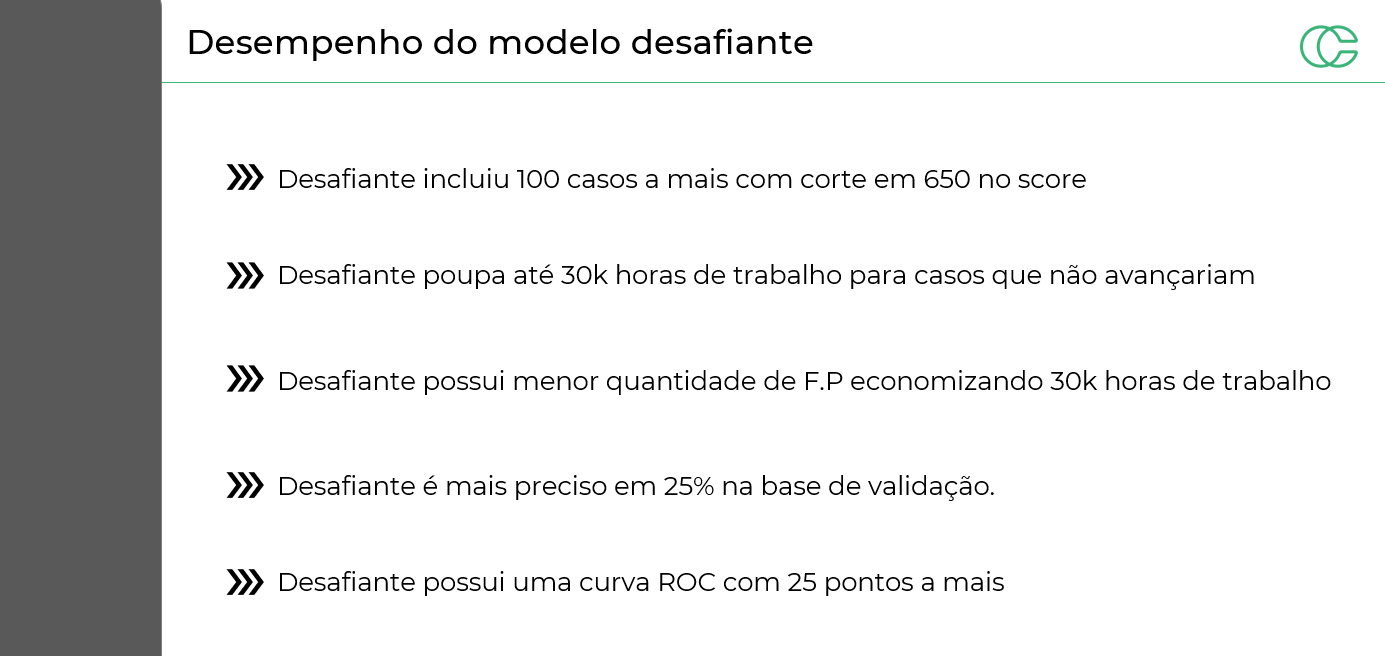 Desempenho do modelo desafiante
Desafiante incluiu 100 casos a mais com corte em 650 no score
Desafiante poupa até 30k horas de trabalho para casos que não avançariam
Desafiante possui menor quantidade de F.P economizando 30k horas de trabalho
Desafiante é mais preciso em 25% na base de validação.
Desafiante possui uma curva ROC com 25 pontos a mais